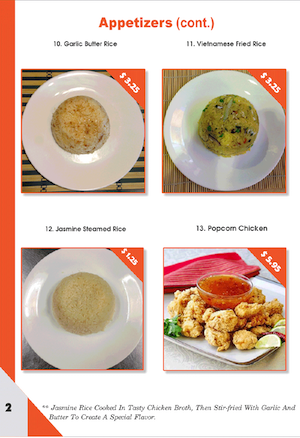 Appetizers (cont.)
10. Garlic Butter Rice
11. Vietnamese Fried Rice
$ 3.25
$ 3.25
12. Jasmine Steamed Rice
13. Popcorn Chicken
$ 1.25
$ 5.95
2
** Jasmine Rice Cooked In Tasty Chicken Broth, Then Stir-fried With Garlic And
Butter To Create A Special Flavor.